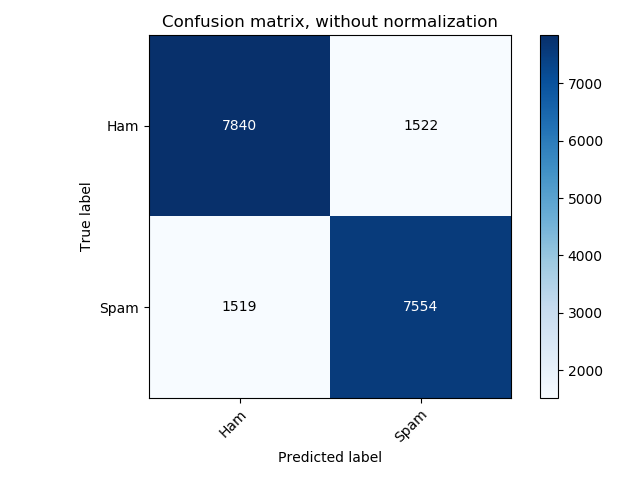 Confusion matrix, without normalization
True label
Ham
7840
1522
Spam
1519
7554
Ham
Spam
Predicted label
7000
6000
5000
4000
3000
2000